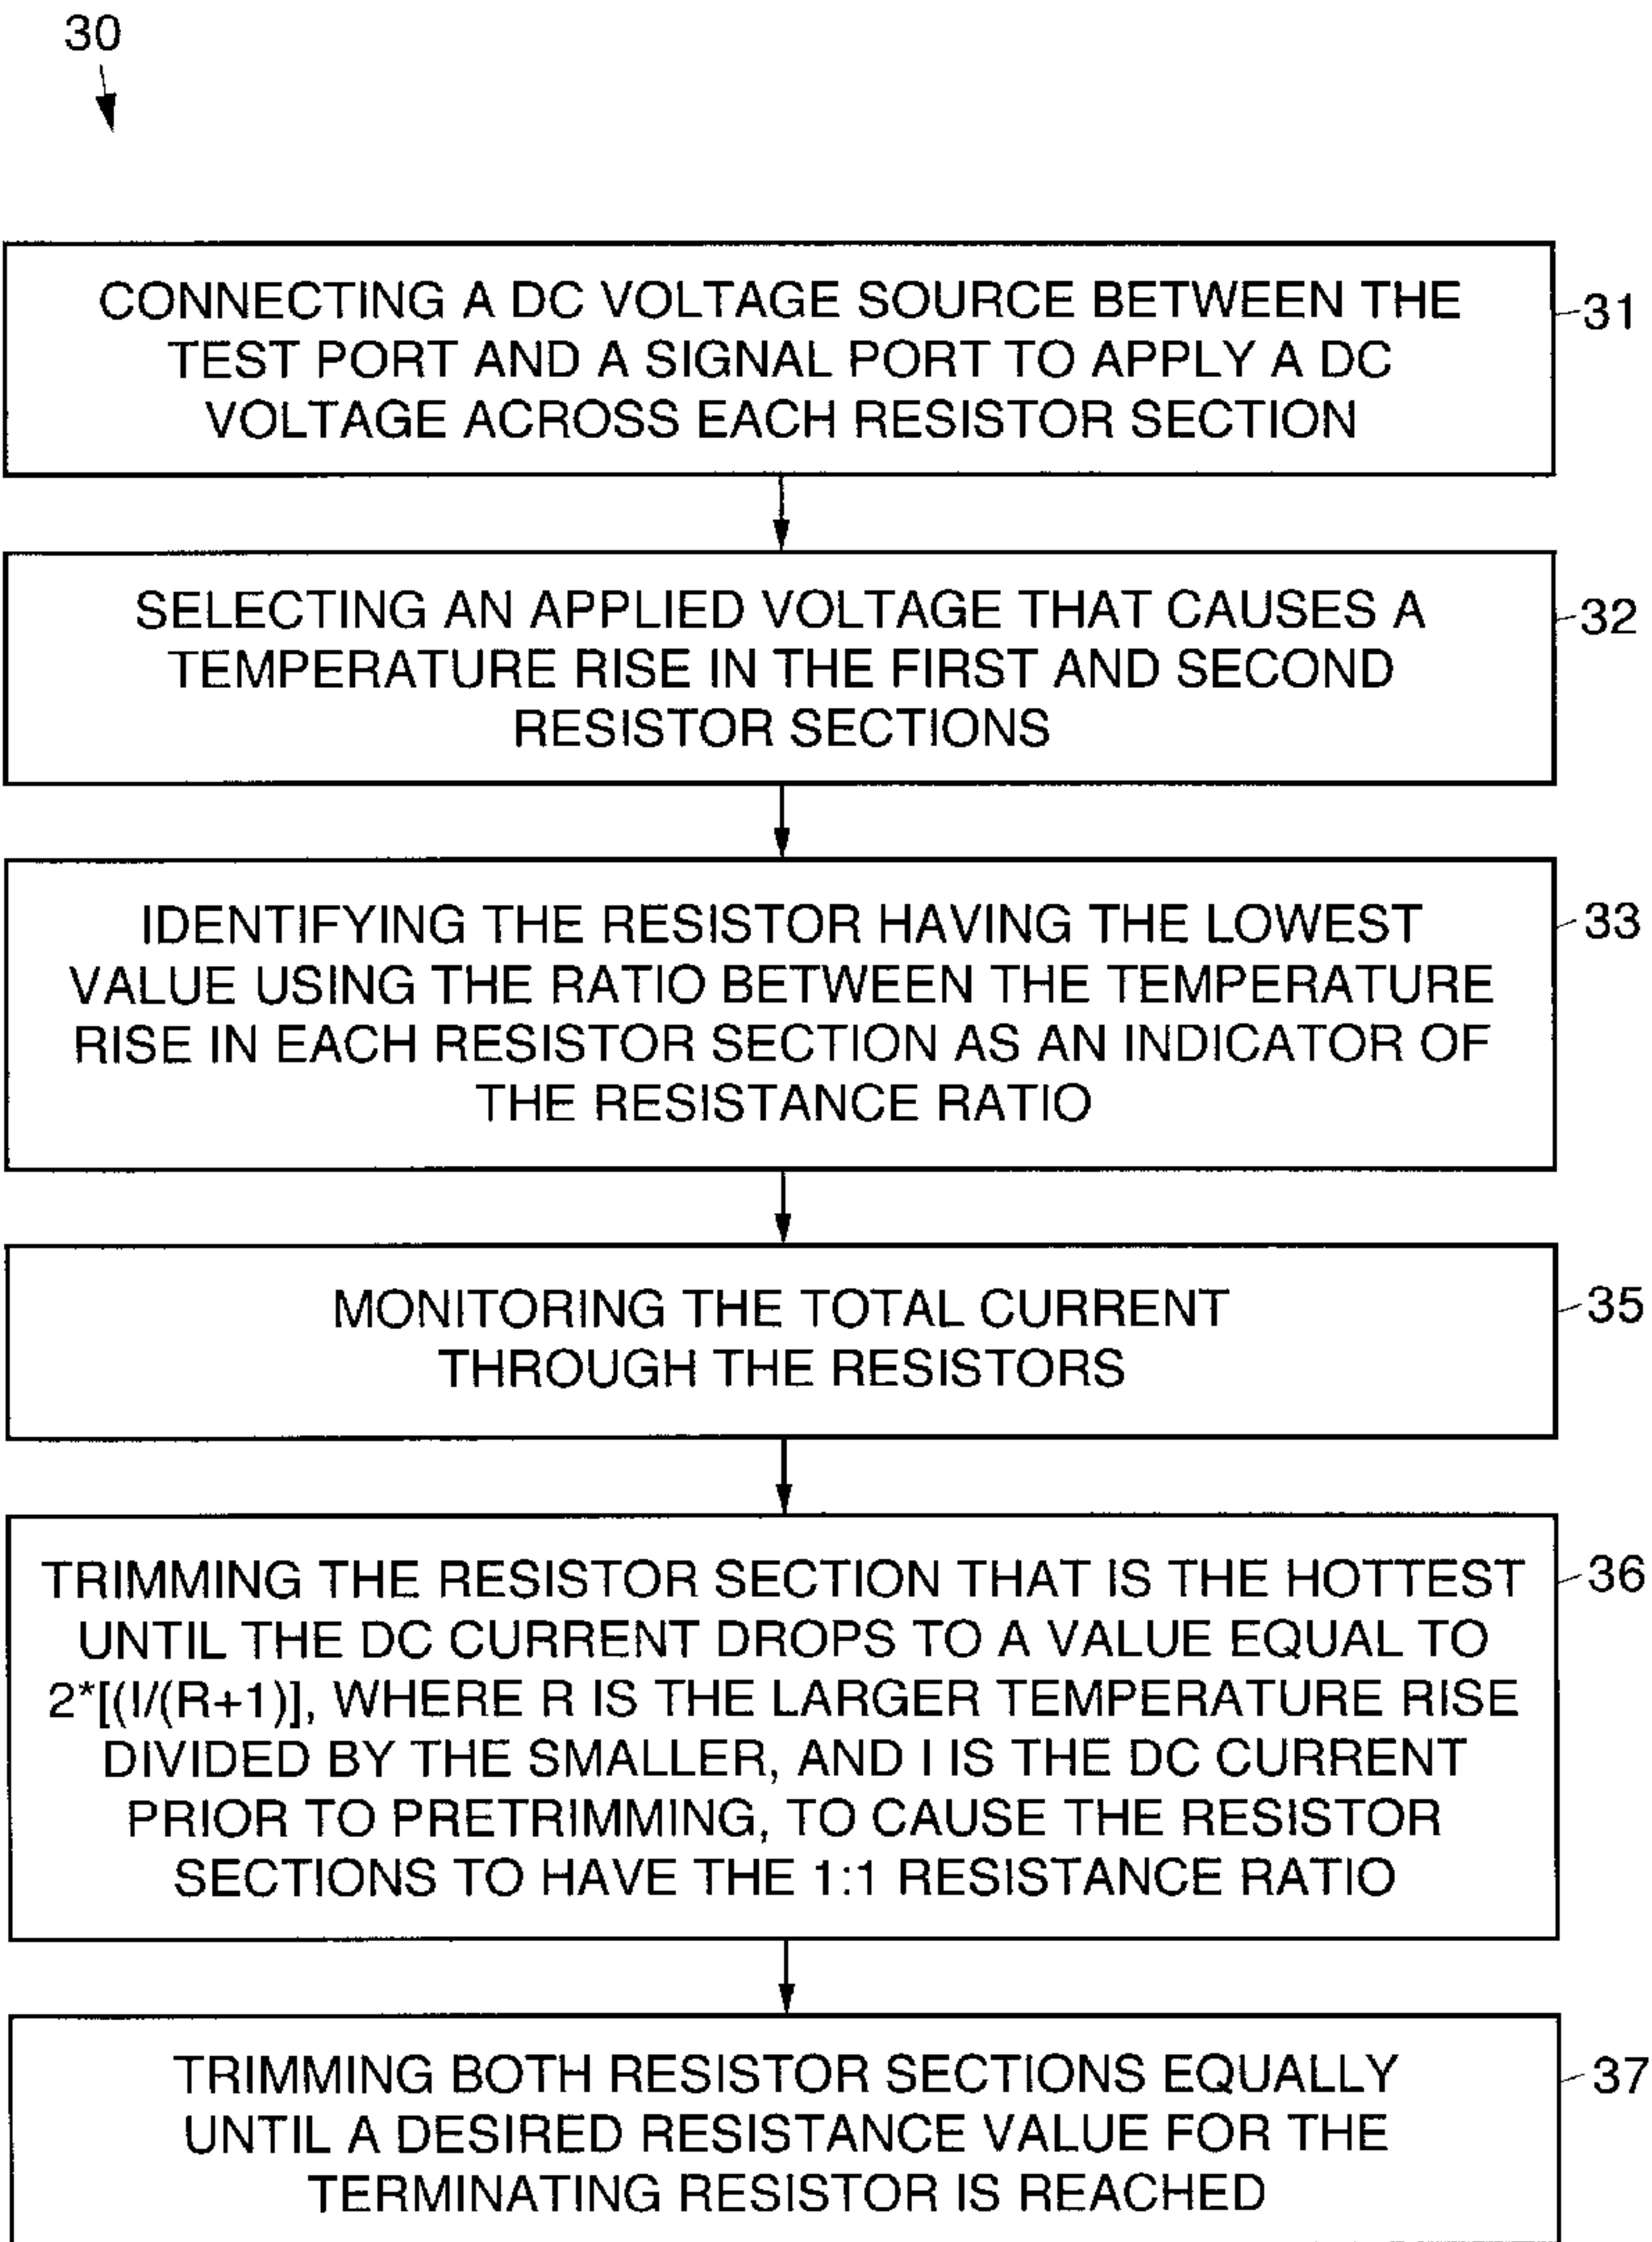 30
CONNECTING A DC VOLTAGE SOURCE BETWEEN THE
TEST PORT AND A SIGNAL PORT TO APPLY A DC
VOLTAGE ACROSS EACH RESISTOR SECTION
31
SELECTING AN APPLIED VOLTAGE THAT CAUSES A
TEMPERATURE RISE IN THE FIRST AND SECOND
RESISTOR SECTIONS
32
IDENTIFYING THE RESISTOR HAVING THE LOWEST
VALUE USING THE RATIO BETWEEN THE TEMPERATURE
RISE IN EACH RESISTOR SECTION AS AN INDICATOR OF
THE RESISTANCE RATIO
33
MONITORING THE TOTAL CURRENT
THROUGH THE RESISTORS
35
TRIMMING THE RESISTOR SECTION THAT IS THE HOTTEST
UNTIL THE DC CURRENT DROPS TO A VALUE EQUAL TO
2*[(I/(R+1)], WHERE R IS THE LARGER TEMPERATURE RISE
DIVIDED BY THE SMALLER, AND I IS THE DC CURRENT
PRIOR TO PRETRIMMING, TO CAUSE THE RESISTOR
SECTIONS TO HAVE THE 1:1 RESISTANCE RATIO
36
TRIMMING BOTH RESISTOR SECTIONS EQUALLY
UNTIL A DESIRED RESISTANCE VALUE FOR THE
TERMINATING RESISTOR IS REACHED
37